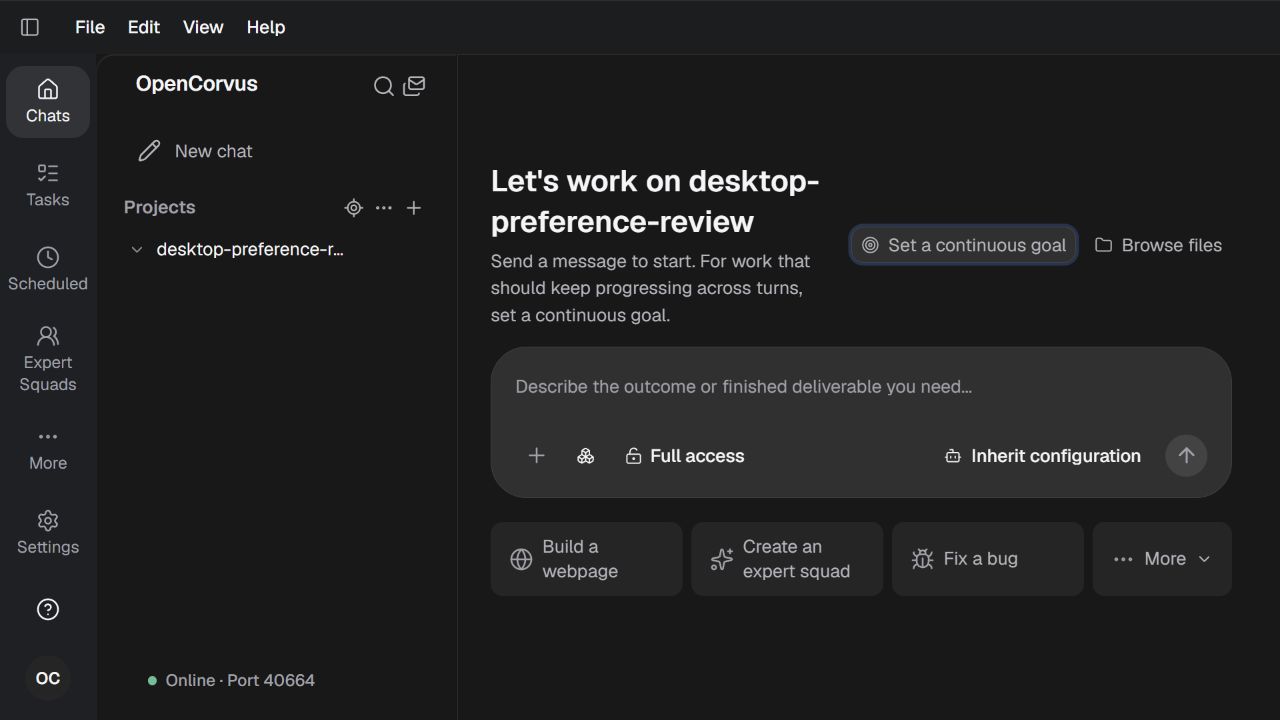 File Edit View Help
Chats
Tasks
Scheduled
Expert
Squads
More
Settings
OC
OpenCorvus
New chat
Projects
desktop-preference-r...
Online · Port 40664
Let's work on desktop-
preference-review
Send a message to start. For work that
should keep progressing across turns,
set a continuous goal.
Set a continuous goal
Browse files
Describe the outcome or finished deliverable you need...
Full access
Inherit configuration
Build a
webpage
Create an
expert squad
Fix a bug
More